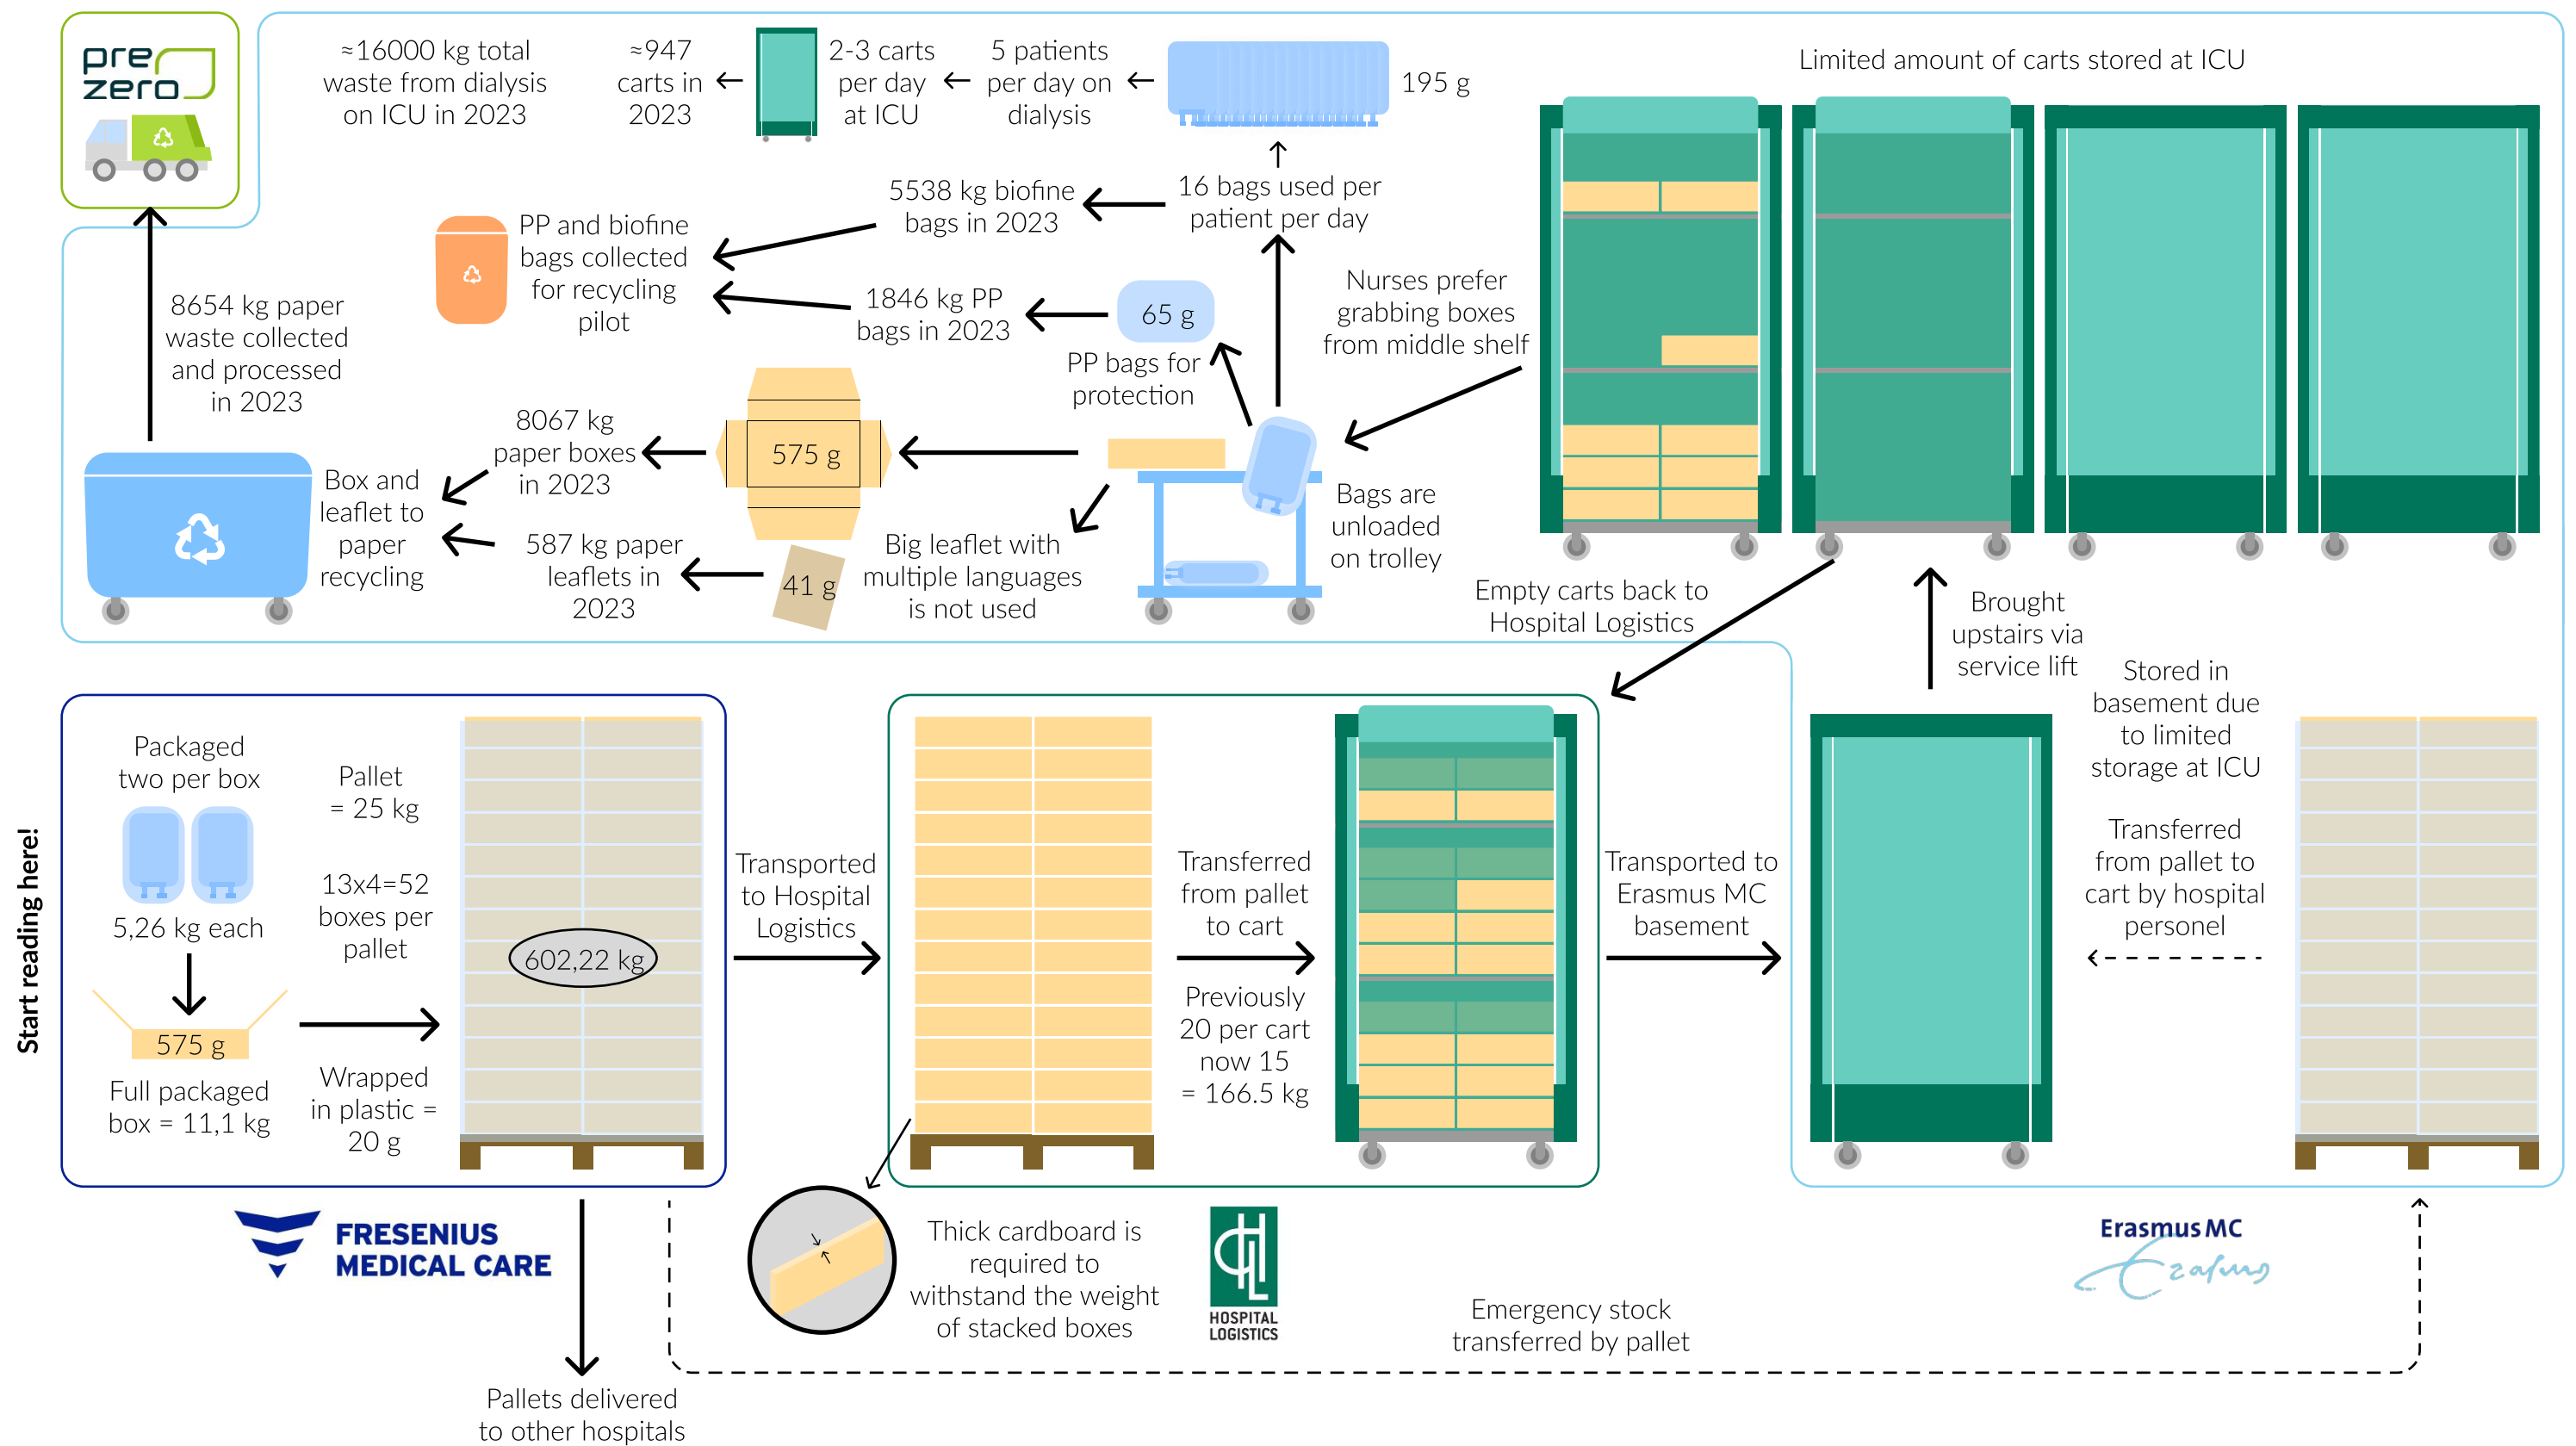 Start reading here!
Packaged
two per box
5,26 kg each
575 g
Full packaged
box = 11,1 kg
Pallet
= 25 kg
13x4=52
boxes per
pallet
Wrapped
in plastic =
20 g
602,22 kg
FRESENIUS
MEDICAL CARE
Pallets delivered
to other hospitals
Transported
to Hospital
Logistics
Thick cardboard is
required to
withstand the weight
of stacked boxes
Transferred
from pallet
to cart
Previously
20 per cart
now 15
= 166.5 kg
HL
HOSPITAL
LOGISTICS
Emergency stock
transferred by pallet
Transported to
Erasmus MC
basement
Stored in
basement due
to limited
storage at ICU
Transferred
from pallet to
cart by hospital
personel
Erasmus MC
Erasmus
Brought
upstairs via
service lift
Limited amount of carts stored at ICU
Empty carts back to
Hospital Logistics
Nurses prefer
grabbing boxes
from middle shelf
Bags are
unloaded
on trolley
16 bags used per
patient per day
195 g
5 patients
per day on
dialysis
2-3 carts
per day
at ICU
≈947
carts in
2023
≈16000 kg total
waste from dialysis
on ICU in 2023
5538 kg biofine
bags in 2023
PP bags for
protection
65 g
1846 kg PP
bags in 2023
PP and biofine
bags collected
for recycling
pilot
575 g
8067 kg
paper boxes
in 2023
Big leaflet with
multiple languages
is not used
41 g
587 kg paper
leaflets in
2023
Box and
leaflet to
paper
recycling
8654 kg paper
waste collected
and processed
in 2023
pre
zero